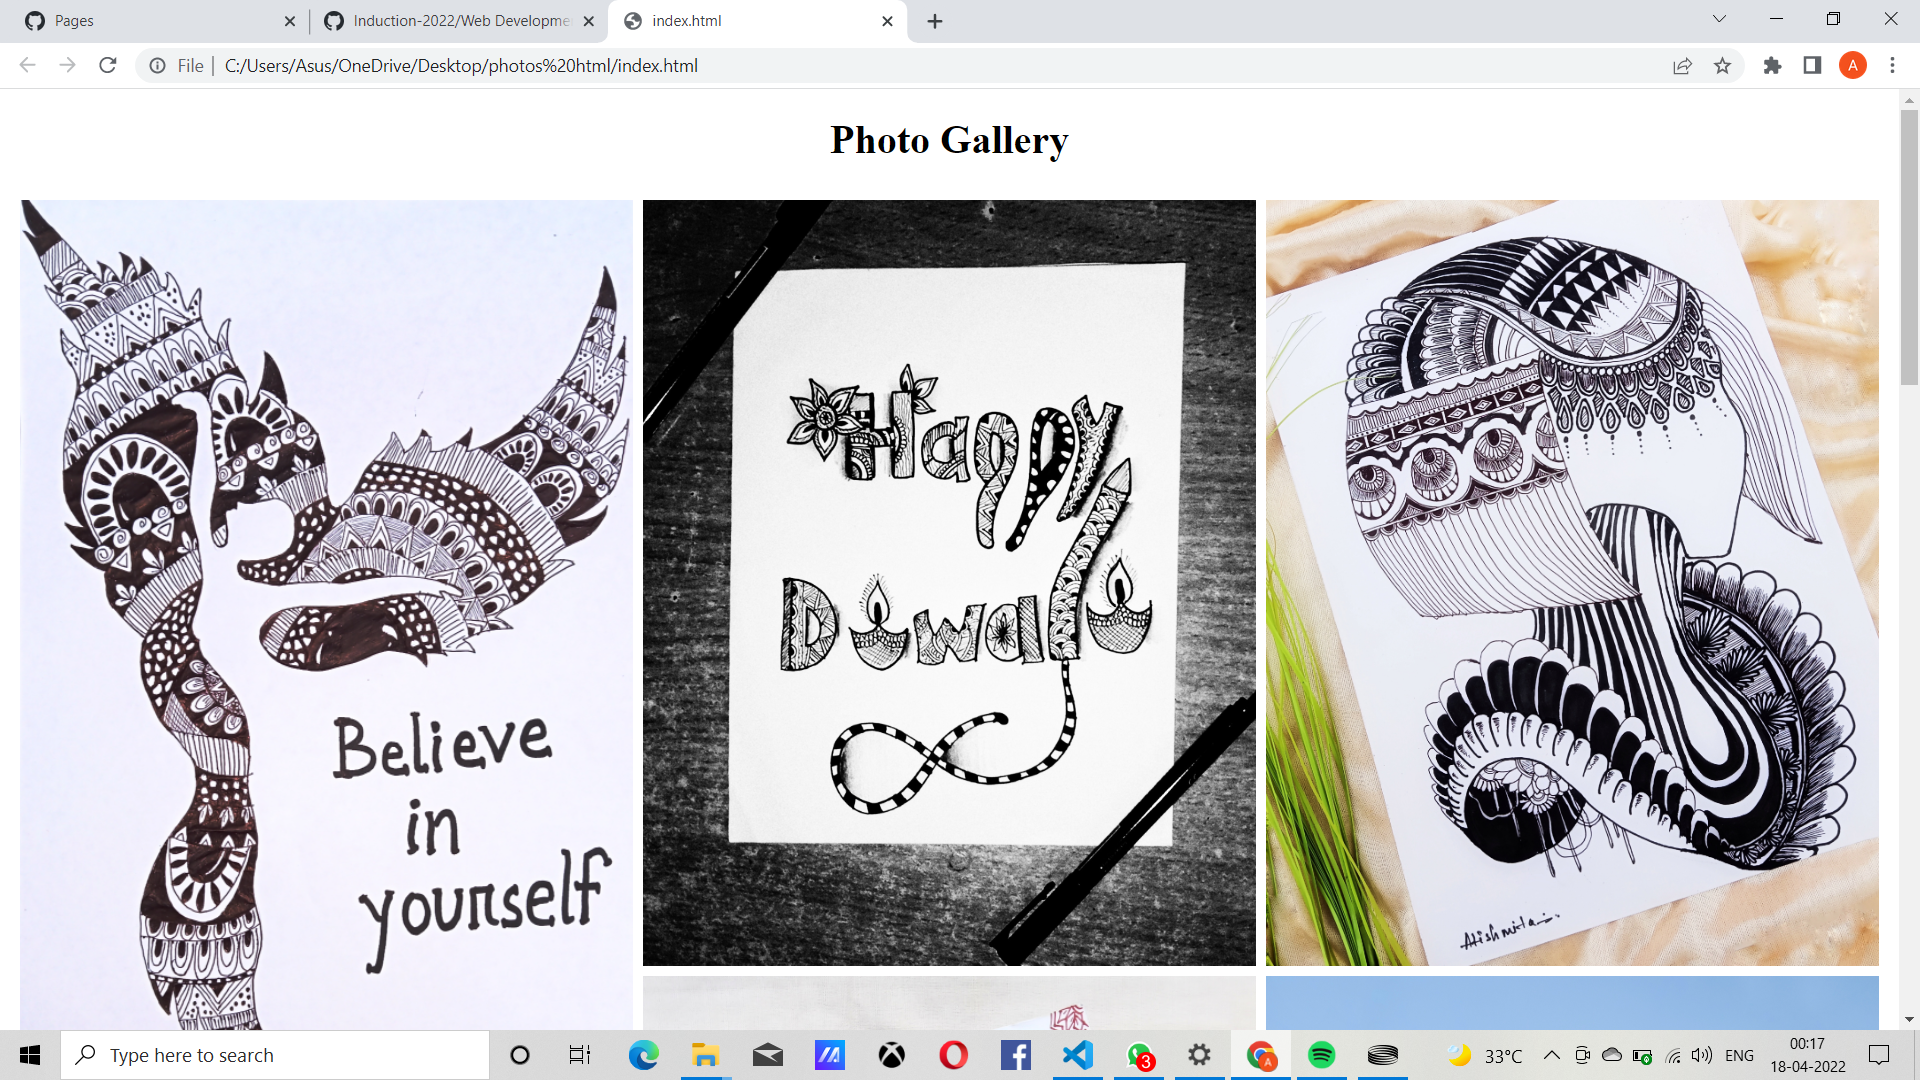 Pages
Induction-2022/Web Developme
index.html
File
C:/Users/Asus/OneDrive/Desktop/photos%20html/index.html
A
Photo Gallery
Believe
in
yourself
Happy
Diwali
Type here to search
A
3
33°C
ENG
00:17
18-04-2022